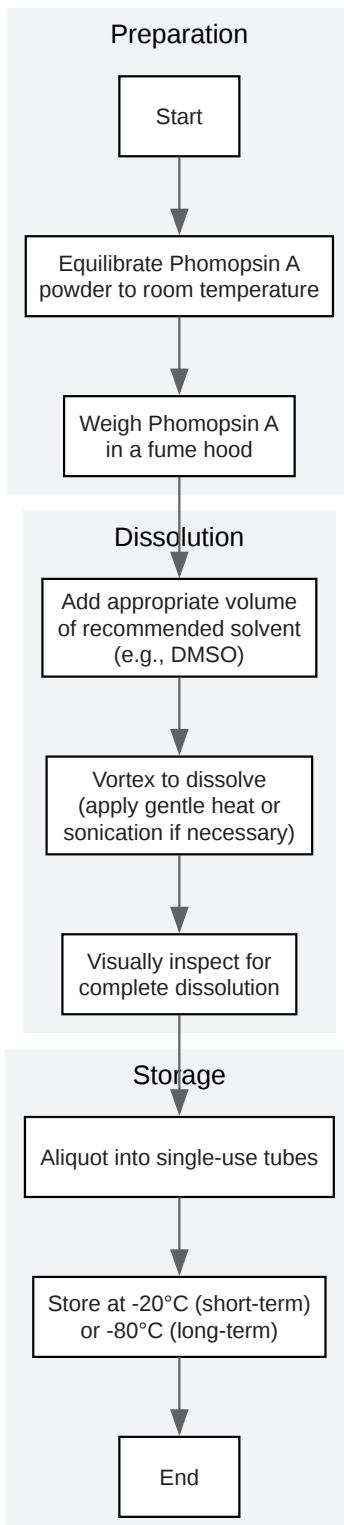 Preparation
Start
Equilibrate Phomopsin A
powder to room temperature
Weigh Phomopsin A
in a fume hood
Dissolution
Add appropriate volume
of recommended solvent
(e.g., DMSO)
Vortex to dissolve
(apply gentle heat or
sonication if necessary)
Visually inspect for
complete dissolution
Storage
Aliquot into single-use tubes
Store at -20°C (short-term)
or -80°C (long-term)
End